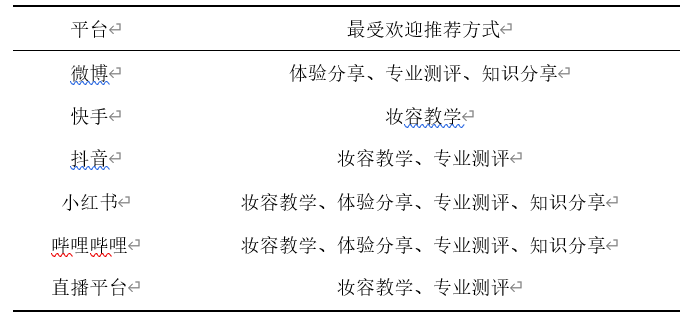 平台 最受欢迎推荐方式
微博 体验分享、专业测评、知识分享
快手 妆容教学
抖音 妆容教学、专业测评
小红书 妆容教学、体验分享、专业测评、知识分享
哔哩哔哩 妆容教学、体验分享、专业测评、知识分享
直播平台 妆容教学、专业测评